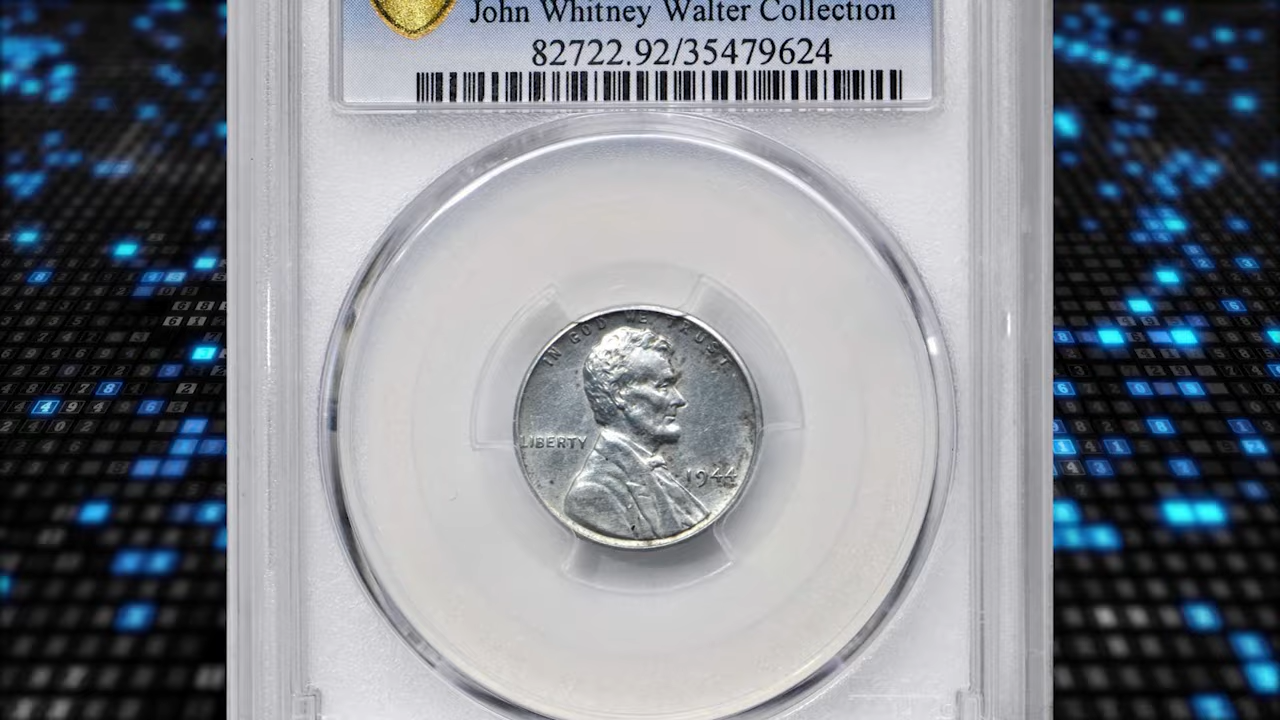 John Whitney Walter Collection
82722.92/35479624
IN GOD WE TRUST
LIBERTY
1944